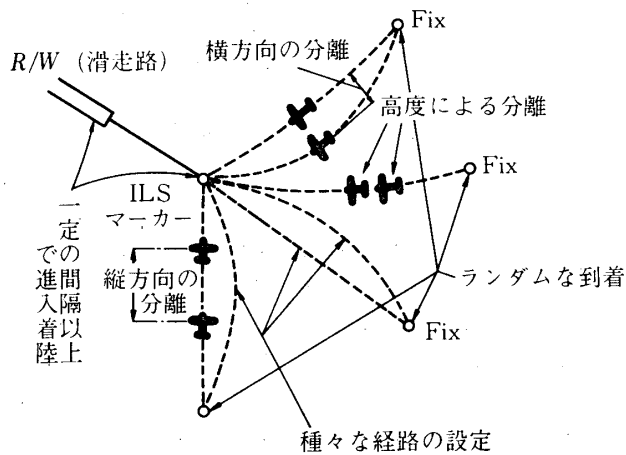 Fix
横方向の分離
R/W (滑走路)
高度による分離
Fix
ILS
マーカー
一定の間隔以上
で進入着陸
縦方向の
分離
ランダムな到着
Fix
種々な経路の設定